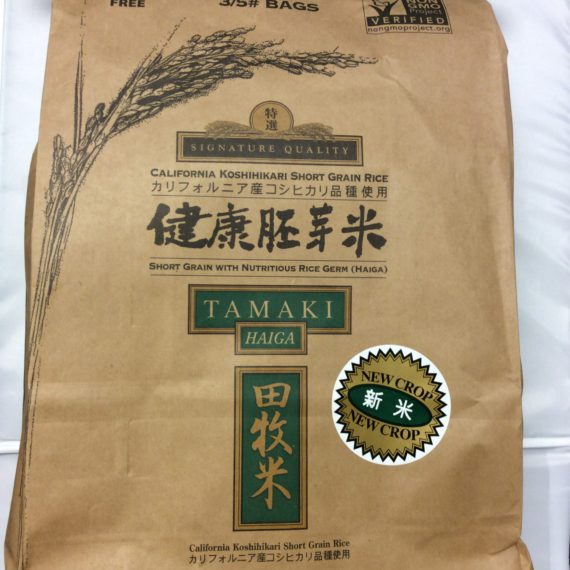 FREE
3/5# BAGS
GMO
Project
VERIFIED
nongmoproject.org
特選
SIGNATURE QUALITY
CALIFORNIA KOSHIHIKARI SHORT GRAIN RICE
カリフォルニア産コシヒカリ品種使用
健康胚芽米
SHORT GRAIN WITH NUTRITIOUS RICE GERM (HAIGA)
TAMAKI
HAIGA
田牧米
NEW CROP
新米
NEW CROP
California Koshihikari Short Grain Rice
カリフォルニア産コシヒカリ品種使用